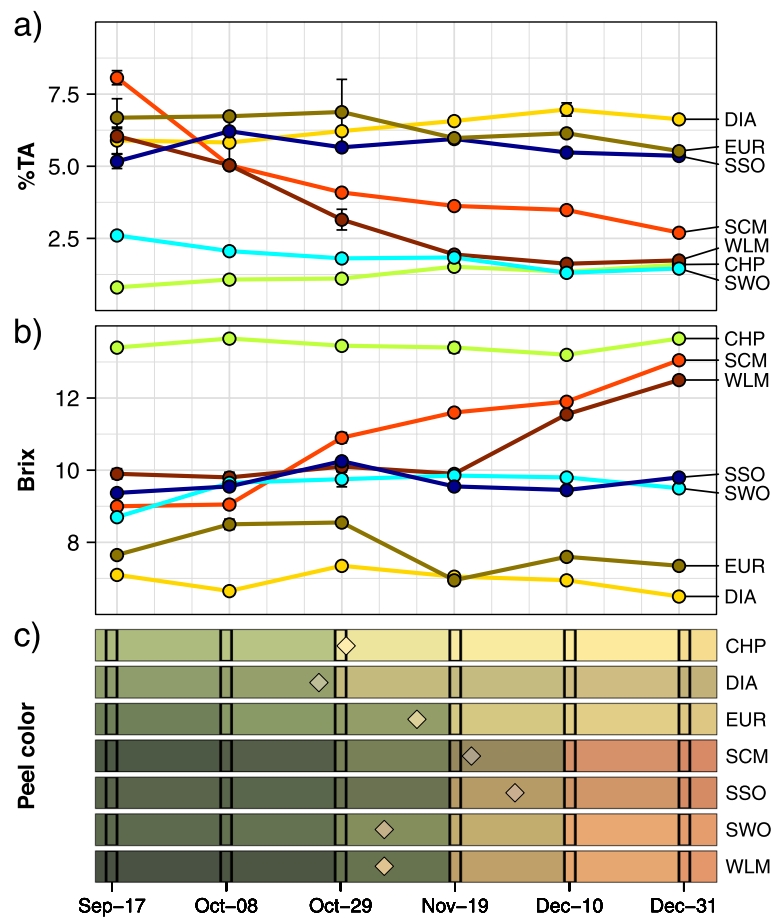 a)
%TA
7.5
5.0
2.5
DIA
EUR
SSO
SCM
WLM
CHP
SWO
b)
Brix
12
10
8
CHP
SCM
WLM
SSO
SWO
EUR
DIA
c)
Peel color
CHP
DIA
EUR
SCM
SSO
SWO
WLM
Sep−17 Oct−08 Oct−29 Nov−19 Dec−10 Dec−31